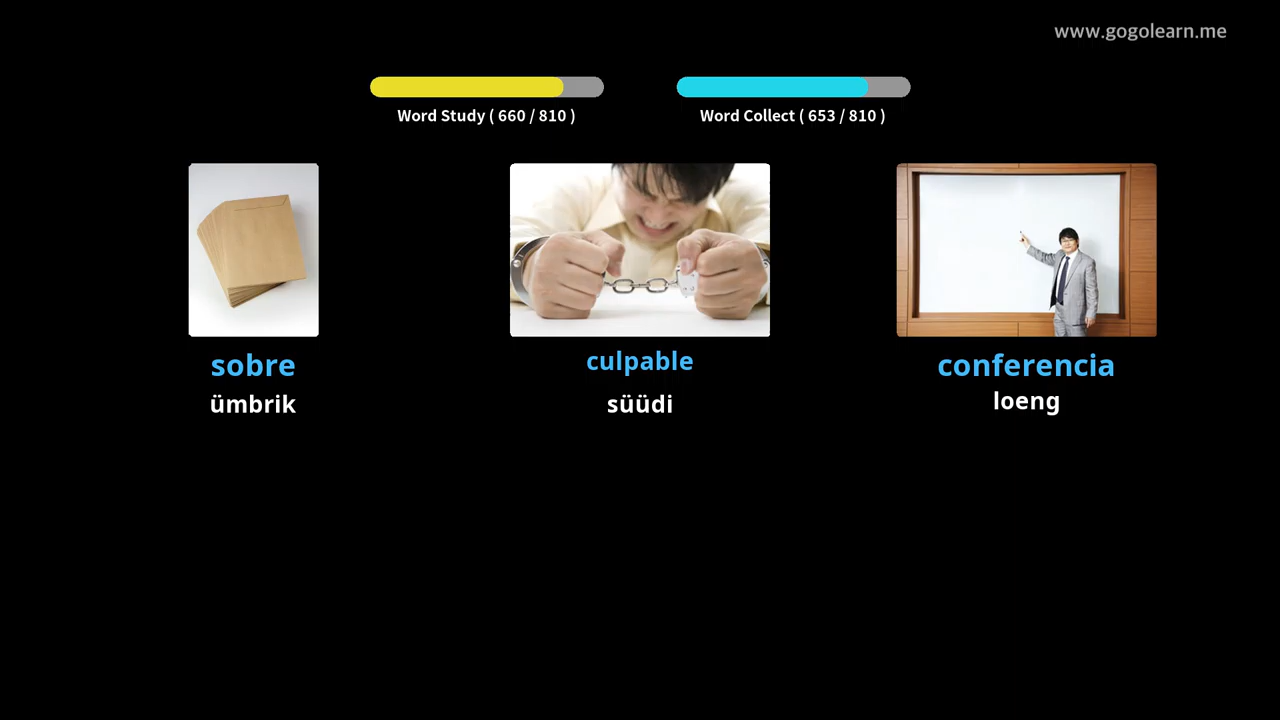 www.gogolearn.me
Word Study ( 660 / 810 )
Word Collect ( 653 / 810 )
sobre
ümbrik
culpable
süüdi
conferencia
loeng